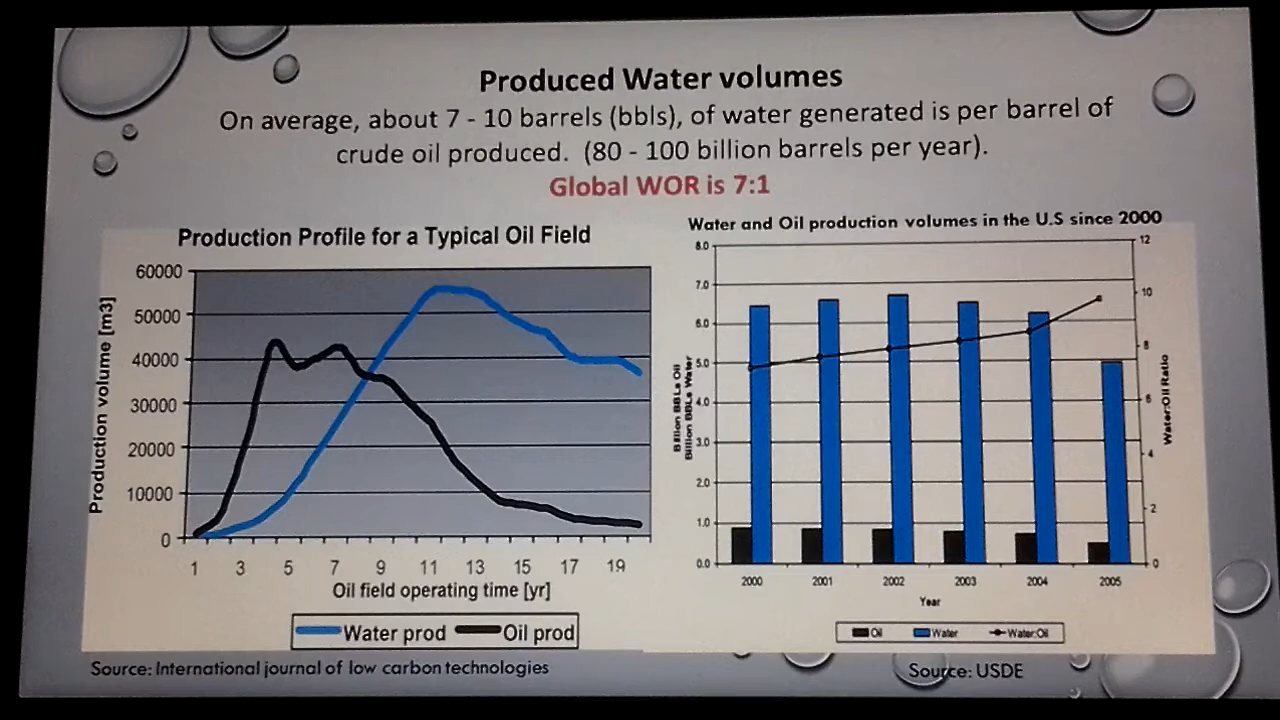 Produced Water volumes
On average, about 7 - 10 barrels (bbls), of water generated is per barrel of
crude oil produced. (80 - 100 billion barrels per year).
Global WOR is 7:1
Production Profile for a Typical Oil Field
Production volume [m3]
60000
50000
40000
30000
20000
10000
0
1 3 5 7 9 11 13 15 17 19
Oil field operating time [yr]
Water prod Oil prod
Source: International journal of low carbon technologies
Water and Oil production volumes in the U.S since 2000
Billion BBLs Oil
Billion BBLs Water
8.0
7.0
6.0
5.0
4.0
3.0
2.0
1.0
0.0
12
10
8
6
4
2
0
Water:Oil Ratio
2000 2001 2002 2003 2004 2005
Year
Oil Water Water:Oil
Source: USDE